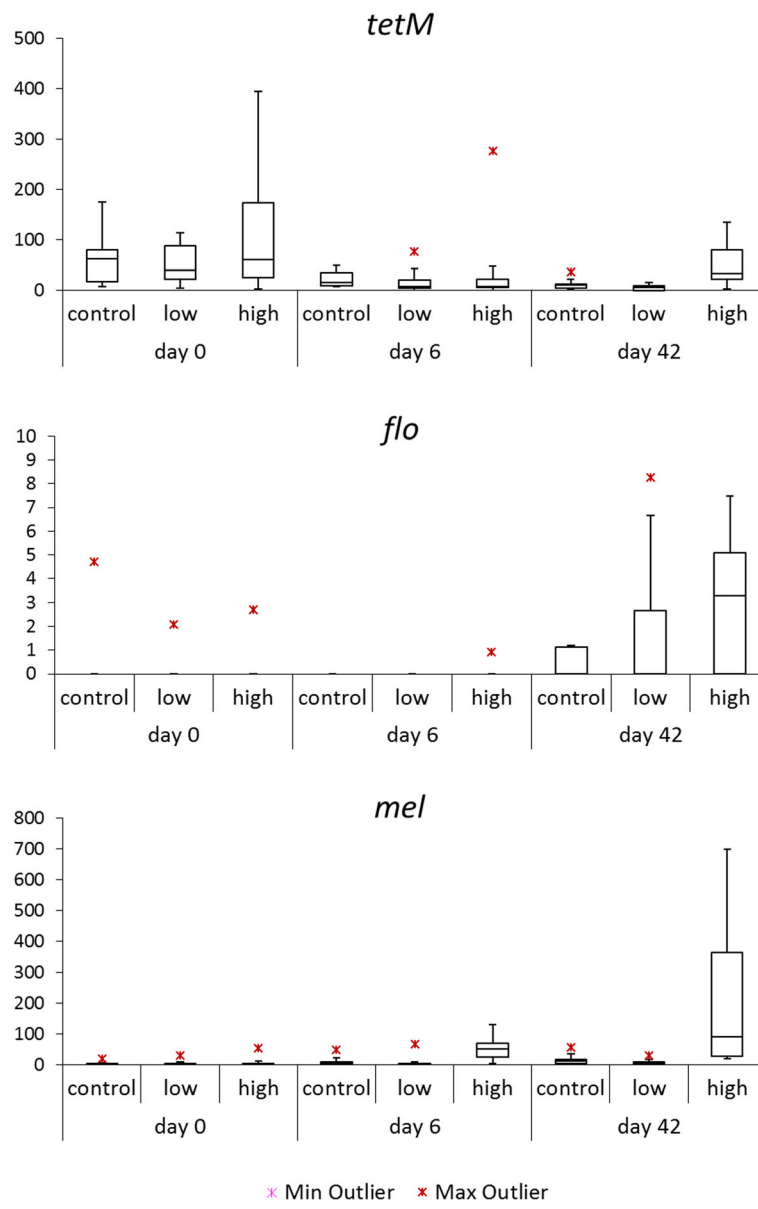 tetM
500
400
300
200
100
0
control low high control low high control low high
day 0 day 6 day 42
flo
10
9
8
7
6
5
4
3
2
1
0
control low high control low high control low high
day 0 day 6 day 42
mel
800
700
600
500
400
300
200
100
0
control low high control low high control low high
day 0 day 6 day 42
Min Outlier Max Outlier